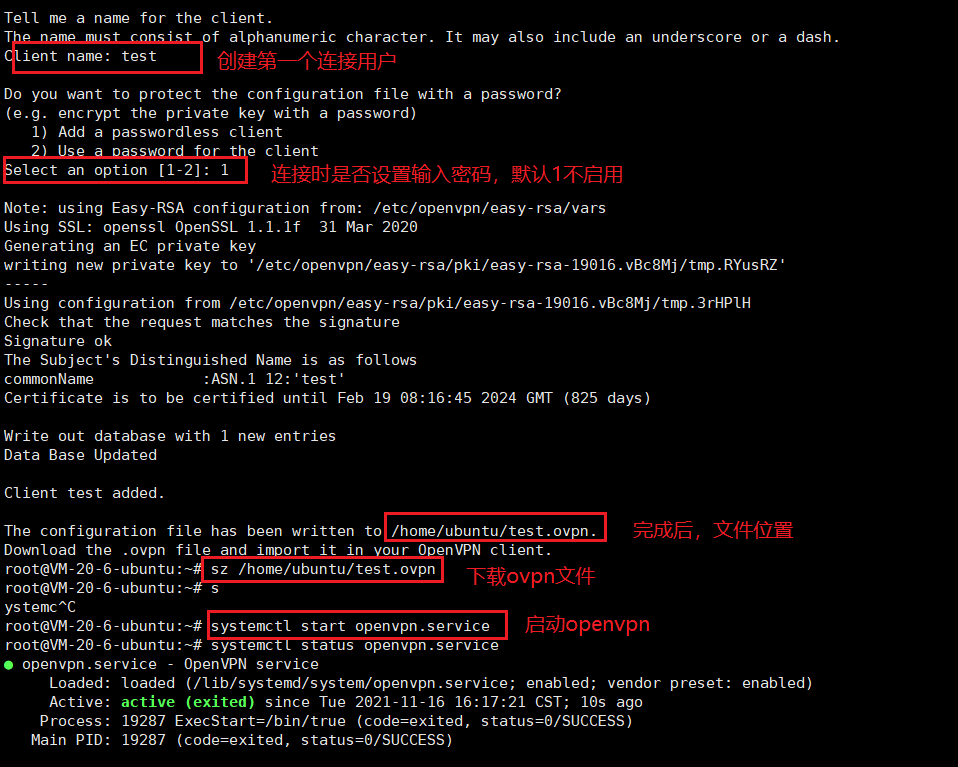 Tell me a name for the client.
The name must consist of alphanumeric character. It may also include an underscore or a dash.
Client name: test 创建第一个连接用户
Do you want to protect the configuration file with a password?
(e.g. encrypt the private key with a password)
1) Add a passwordless client
2) Use a password for the client
Select an option [1-2]: 1 连接时是否设置输入密码，默认1不启用
Note: using Easy-RSA configuration from: /etc/openvpn/easy-rsa/vars
Using SSL: openssl OpenSSL 1.1.1f  31 Mar 2020
Generating an EC private key
writing new private key to '/etc/openvpn/easy-rsa/pki/easy-rsa-19016.vBc8Mj/tmp.RYusRZ'
-----
Using configuration from /etc/openvpn/easy-rsa/pki/easy-rsa-19016.vBc8Mj/tmp.3rHPlH
Check that the request matches the signature
Signature ok
The Subject's Distinguished Name is as follows
commonName            :ASN.1 12:'test'
Certificate is to be certified until Feb 19 08:16:45 2024 GMT (825 days)
Write out database with 1 new entries
Data Base Updated
Client test added.
The configuration file has been written to /home/ubuntu/test.ovpn. 完成后，文件位置
Download the .ovpn file and import it in your OpenVPN client.
root@VM-20-6-ubuntu:~# sz /home/ubuntu/test.ovpn 下载ovpn文件
root@VM-20-6-ubuntu:~# s
ystemc^C
root@VM-20-6-ubuntu:~# systemctl start openvpn.service 启动openvpn
root@VM-20-6-ubuntu:~# systemctl status openvpn.service
● openvpn.service - OpenVPN service
Loaded: loaded (/lib/systemd/system/openvpn.service; enabled; vendor preset: enabled)
Active: active (exited) since Tue 2021-11-16 16:17:21 CST; 10s ago
Process: 19287 ExecStart=/bin/true (code=exited, status=0/SUCCESS)
Main PID: 19287 (code=exited, status=0/SUCCESS)